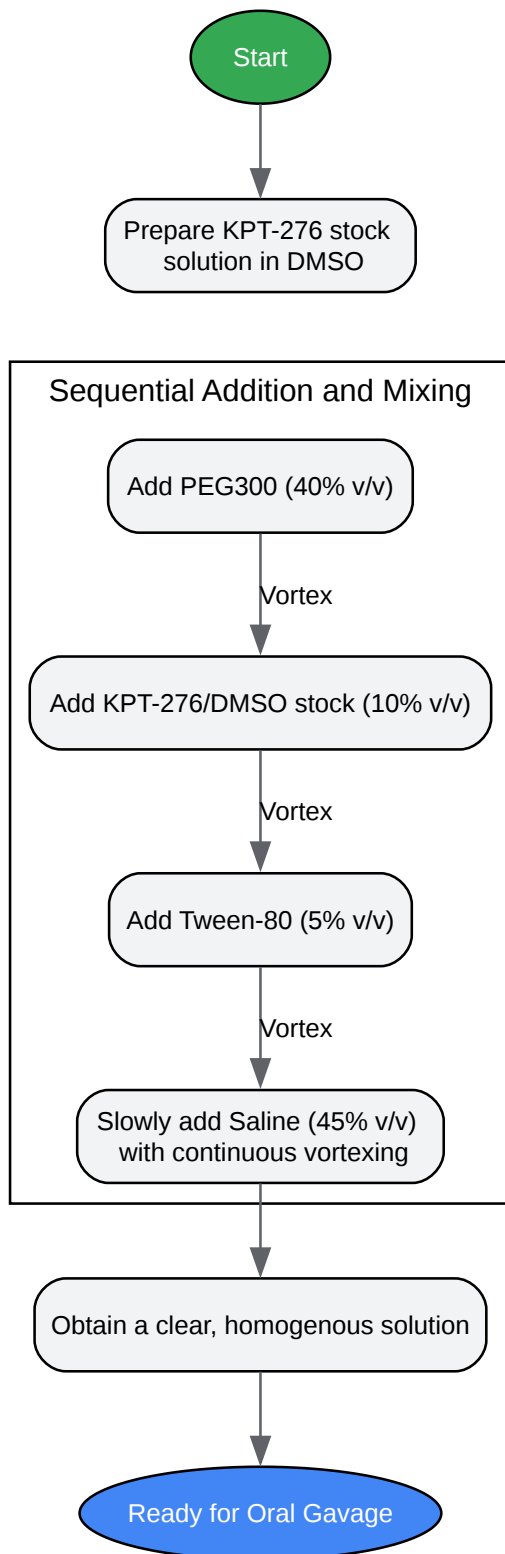 Start
Prepare KPT-276 stock
solution in DMSO
Sequential Addition and Mixing
Add PEG300 (40% v/v)
Vortex
Add KPT-276/DMSO stock (10% v/v)
Vortex
Add Tween-80 (5% v/v)
Vortex
Slowly add Saline (45% v/v)
with continuous vortexing
Obtain a clear, homogenous solution
Ready for Oral Gavage